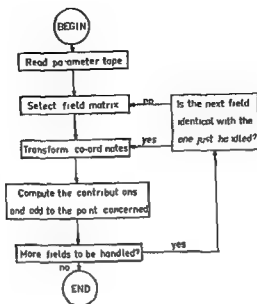 BEGIN
Read parameter tape
Select field matrix
no
Is the next field
identical with the
one just handled?
yes
Transform co-ord nates
Compute the contribut ons
and add to the point concerned
More fields to be handled?
yes
no
END